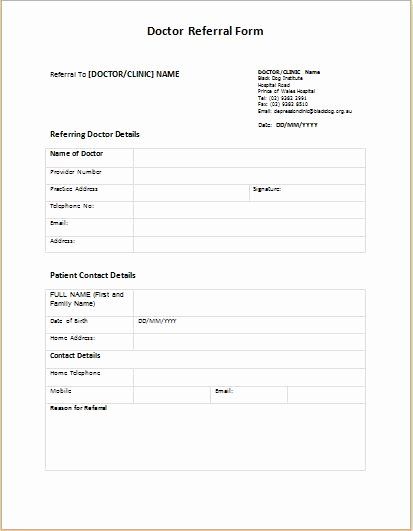 Doctor Referral Form
Referral To [DOCTOR/CLINIC] NAME
DOCTOR/CLINIC Name
Black Dog Institute
Hospital Road
Prince of Wales Hospital
Tel: (02) 9382 2991
Fax: (02) 9382 8510
Email: depressionclinic@blackdog.org.au
Date: DD/MM/YYYY
Referring Doctor Details
Name of Doctor
Provider Number
Practice Address
Signature:
Telephone No:
Email:
Address:
Patient Contact Details
FULL NAME (First and
Family Name)
Date of Birth
DD/MM/YYYY
Home Address:
Contact Details
Home Telephone
Mobile
Email:
Reason for Referral